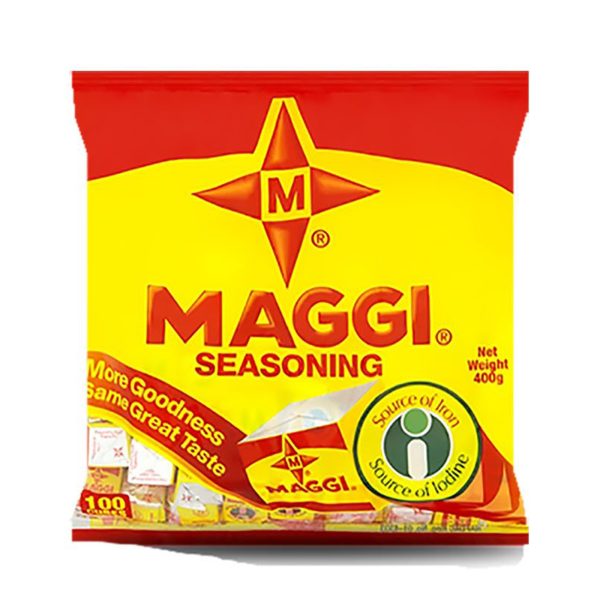 M
®
MAGGI®
SEASONING
Net
Weight
400g
More Goodness
Same Great Taste
Source of Iron
Source of Iodine
M
®
MAGGI®
MAGGI
100
CUBES